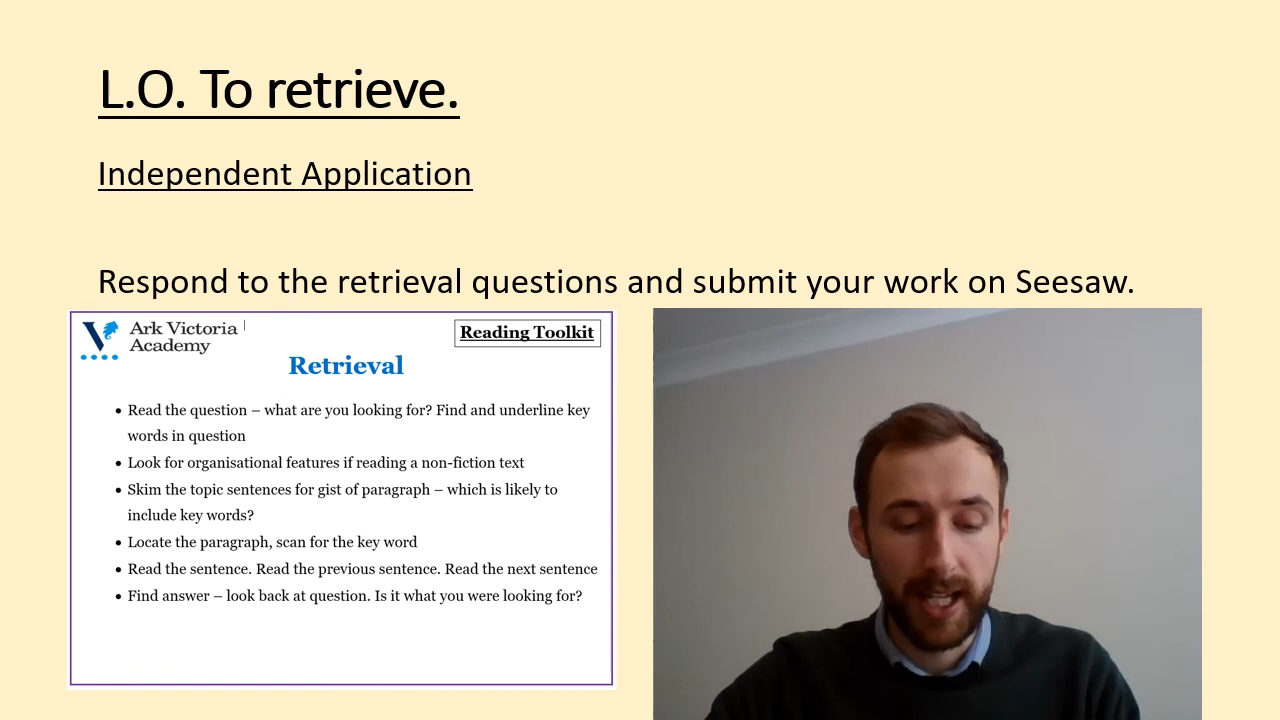 L.O. To retrieve.
Independent Application
Respond to the retrieval questions and submit your work on Seesaw.
Ark Victoria
Academy
Reading Toolkit
Retrieval
• Read the question – what are you looking for? Find and underline key
words in question
• Look for organisational features if reading a non-fiction text
• Skim the topic sentences for gist of paragraph – which is likely to
include key words?
• Locate the paragraph, scan for the key word
• Read the sentence. Read the previous sentence. Read the next sentence
• Find answer – look back at question. Is it what you were looking for?